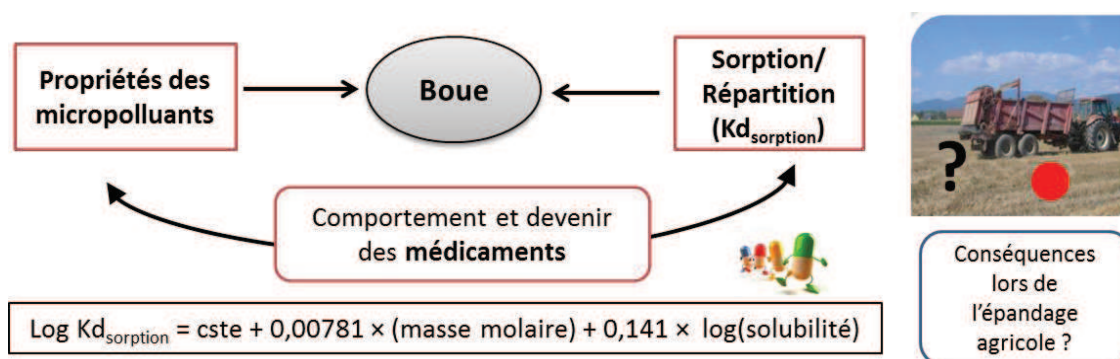 Propriétés des
micropolluants
Boue
Sorption/
Répartition
(Kdsorption)
?
Comportement et devenir
des médicaments
Conséquences
lors de
l'épandage
agricole ?
Log Kdsorption = cste + 0,00781 × (masse molaire) + 0,141 × log(solubilité)